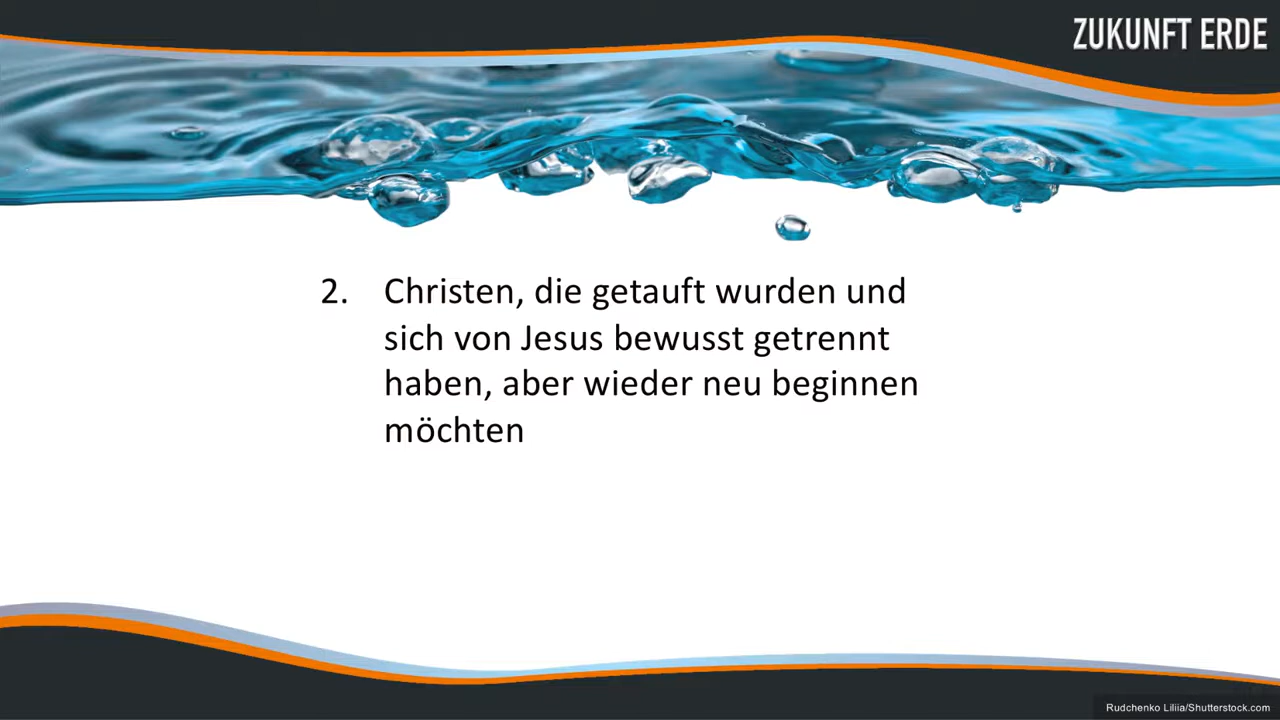 ZUKUNFT ERDE
2. Christen, die getauft wurden und
sich von Jesus bewusst getrennt
haben, aber wieder neu beginnen
möchten
Rudchenko Liliia/Shutterstock.com